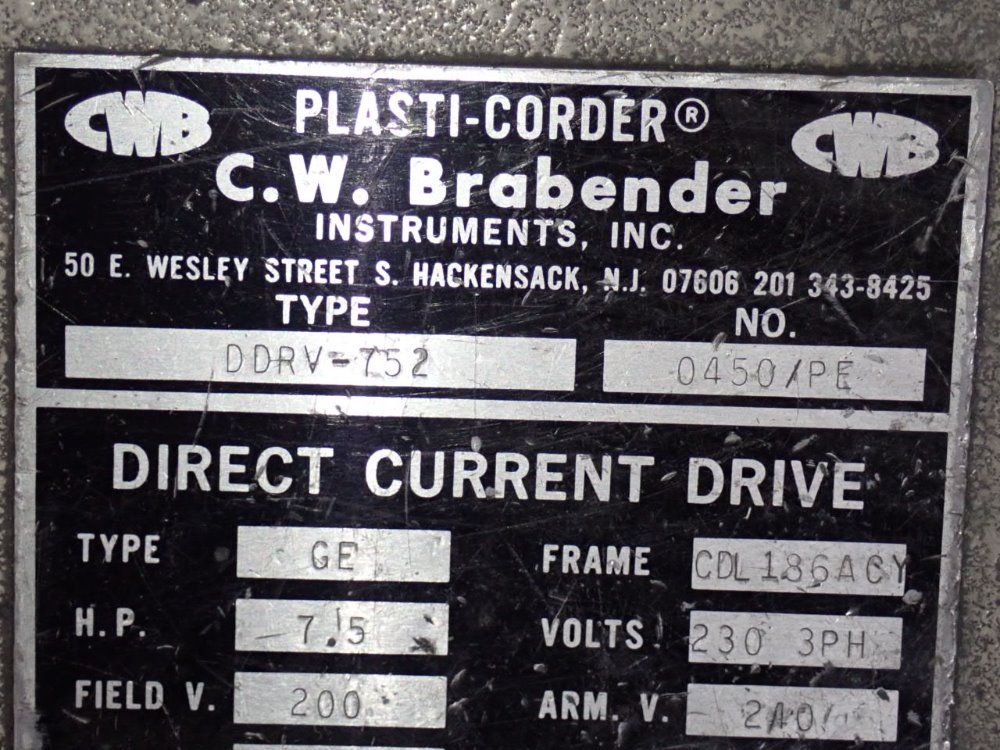 CWB PLASTI-CORDER® CWB
C.W. Brabender
INSTRUMENTS, INC.
50 E. WESLEY STREET S. HACKENSACK, N.J. 07606 201 343-8425
TYPE NO.
DDRV-752 0450/PE
DIRECT CURRENT DRIVE
TYPE GE FRAME CDL186ACY
H.P. 7.5 VOLTS 230 3PH
FIELD V. 200 ARM. V. 240